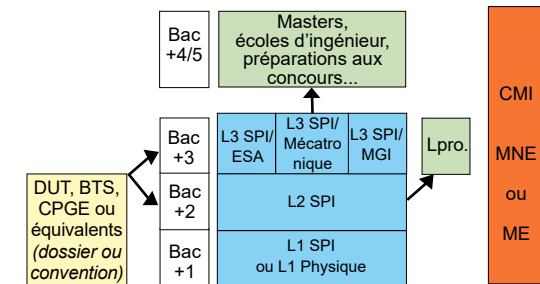 Bac
+4/5
Masters,
écoles d'ingénieur,
préparations aux
concours...
CMI
MNE
ou
ME
Bac
+3
L3 SPI/
ESA
L3 SPI/
Mécatro
nique
L3 SPI/
MGI
Lpro.
DUT, BTS,
CPGE ou
équivalents
(dossier ou
convention)
Bac
+2
L2 SPI
Bac
+1
L1 SPI
ou L1 Physique